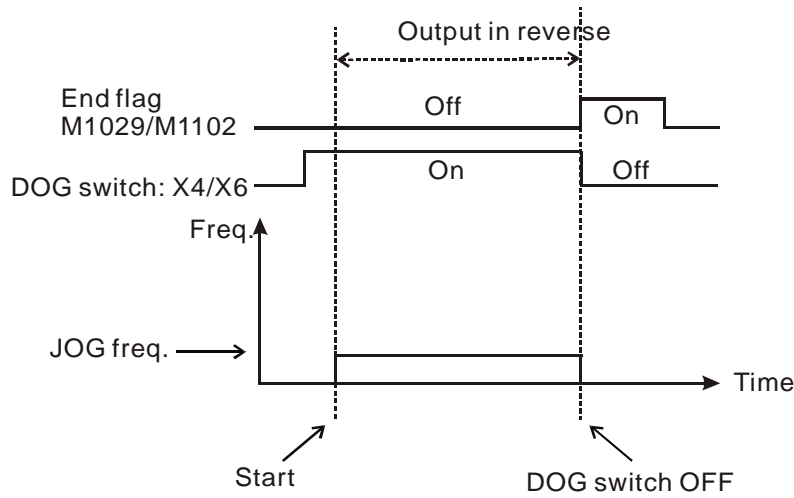 Output in reverse
End flag
M1029/M1102
Off
On
DOG switch: X4/X6
On
Off
Freq.
JOG freq.
Time
Start
DOG switch OFF